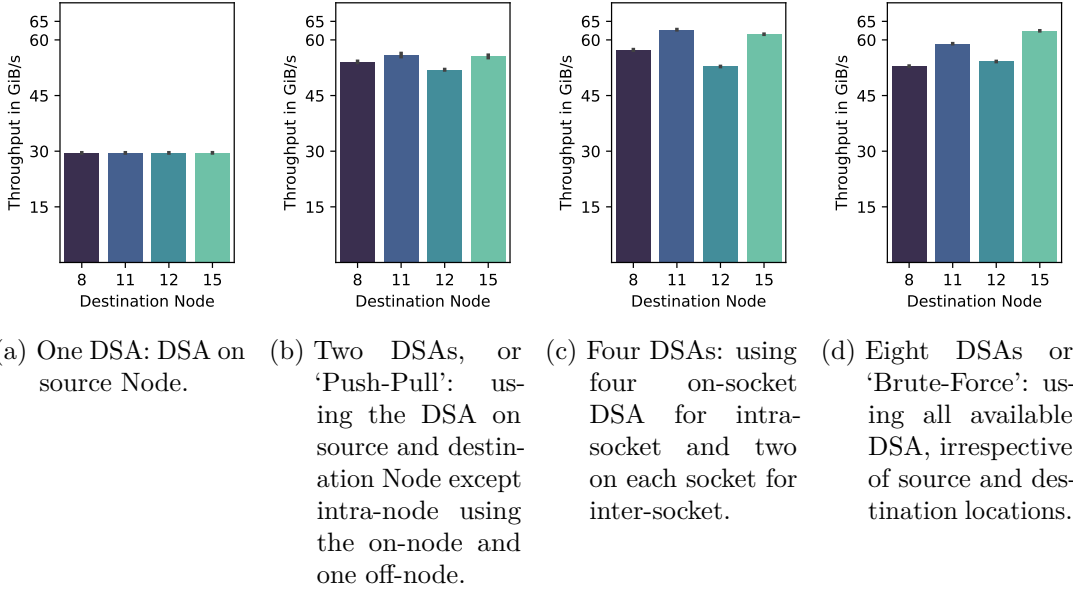 65
60
45
30
15
Throughput in GiB/s
8 11 12 15
Destination Node
65
60
45
30
15
Throughput in GiB/s
8 11 12 15
Destination Node
65
60
45
30
15
Throughput in GiB/s
8 11 12 15
Destination Node
65
60
45
30
15
Throughput in GiB/s
8 11 12 15
Destination Node
a) One DSA: DSA on
source Node.
(b) Two DSAs, or
‘Push-Pull’: us-
ing the DSA on
source and destin-
ation Node except
intra-node using
the on-node and
one off-node.
(c) Four DSAs: using
four on-socket
DSA for intra-
socket and two
on each socket for
inter-socket.
(d) Eight DSAs or
‘Brute-Force’: us-
ing all available
DSA, irrespective
of source and des-
tination locations.